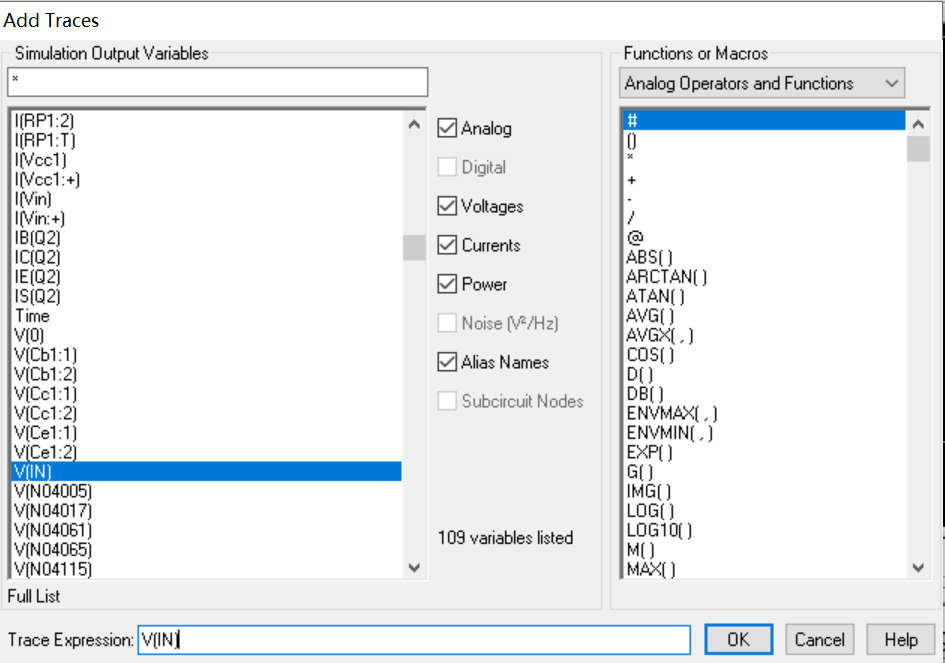 Add Traces
Simulation Output Variables
*
I(RP1:2)
I(RP1:T)
I(Vcc1)
I(Vcc1:+)
I(Vin)
I(Vin:+)
IB(Q2)
IC(Q2)
IE(Q2)
IS(Q2)
Time
V(0)
V(Cb1:1)
V(Cb1:2)
V(Cc1:1)
V(Cc1:2)
V(Ce1:1)
V(Ce1:2)
V(IN)
V(N04005)
V(N04017)
V(N04061)
V(N04065)
V(N04115)
Full List
Analog
Digital
Voltages
Currents
Power
Noise (V²/Hz)
Alias Names
Subcircuit Nodes
109 variables listed
Functions or Macros
Analog Operators and Functions
#
()
*
+
-
/
@
ABS( )
ARCTAN( )
ATAN( )
AVG( )
AVGX( , )
COS( )
D( )
DB( )
ENVMAX( , )
ENVMIN( , )
EXP( )
G( )
IMG( )
LOG( )
LOG10( )
M( )
MAX( )
Trace Expression: V(IN)
OK
Cancel
Help